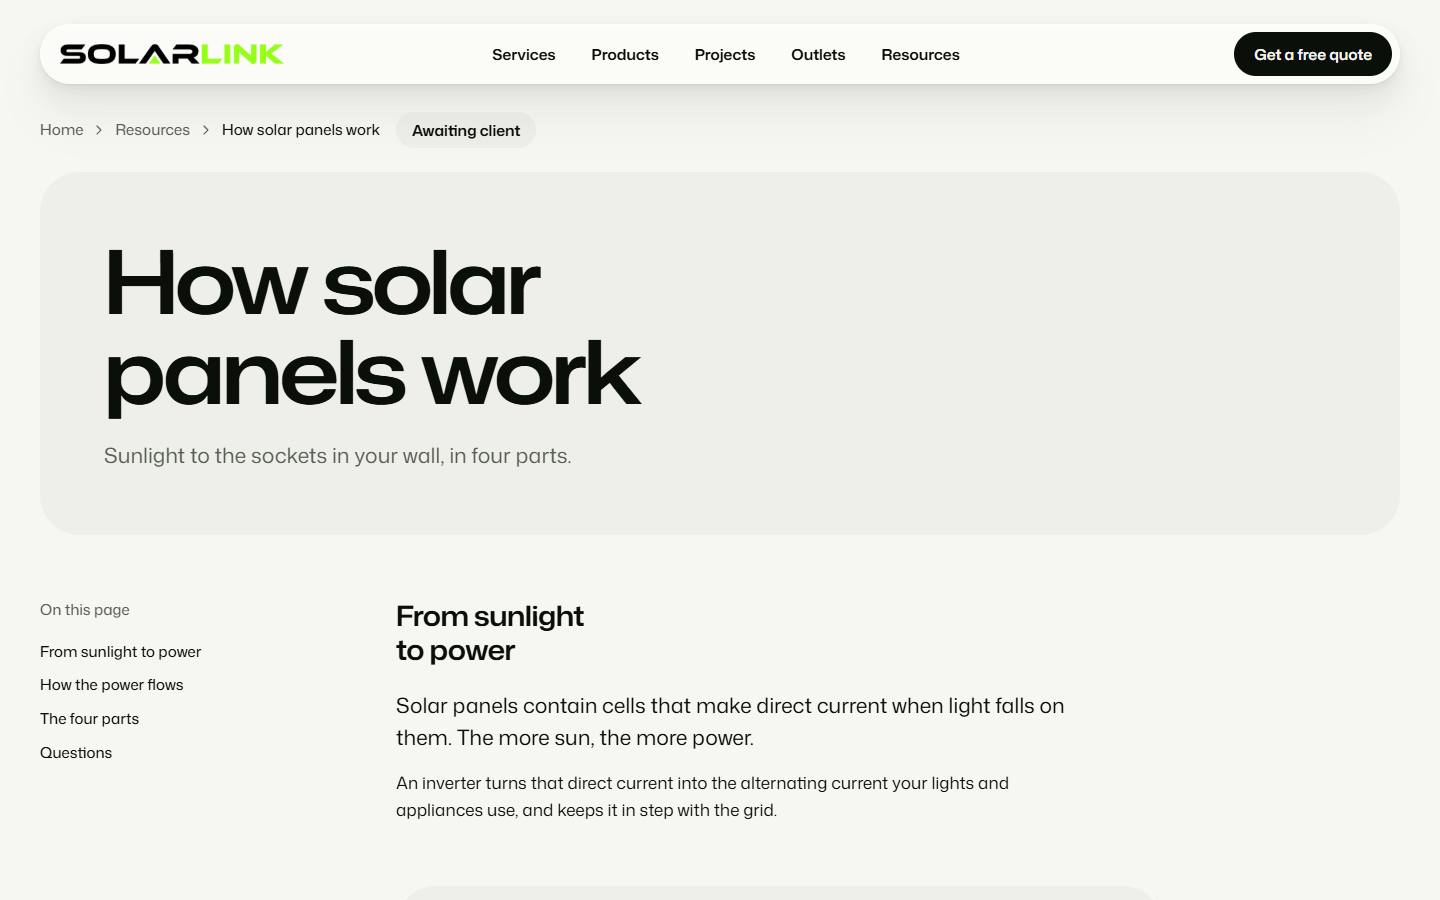 SOLARLINK
Services
Products
Projects
Outlets
Resources
Get a free quote
Home
Resources
How solar panels work
Awaiting client
How solar
panels work
Sunlight to the sockets in your wall, in four parts.
On this page
From sunlight to power
How the power flows
The four parts
Questions
From sunlight
to power
Solar panels contain cells that make direct current when light falls on
them. The more sun, the more power.
An inverter turns that direct current into the alternating current your lights and
appliances use, and keeps it in step with the grid.